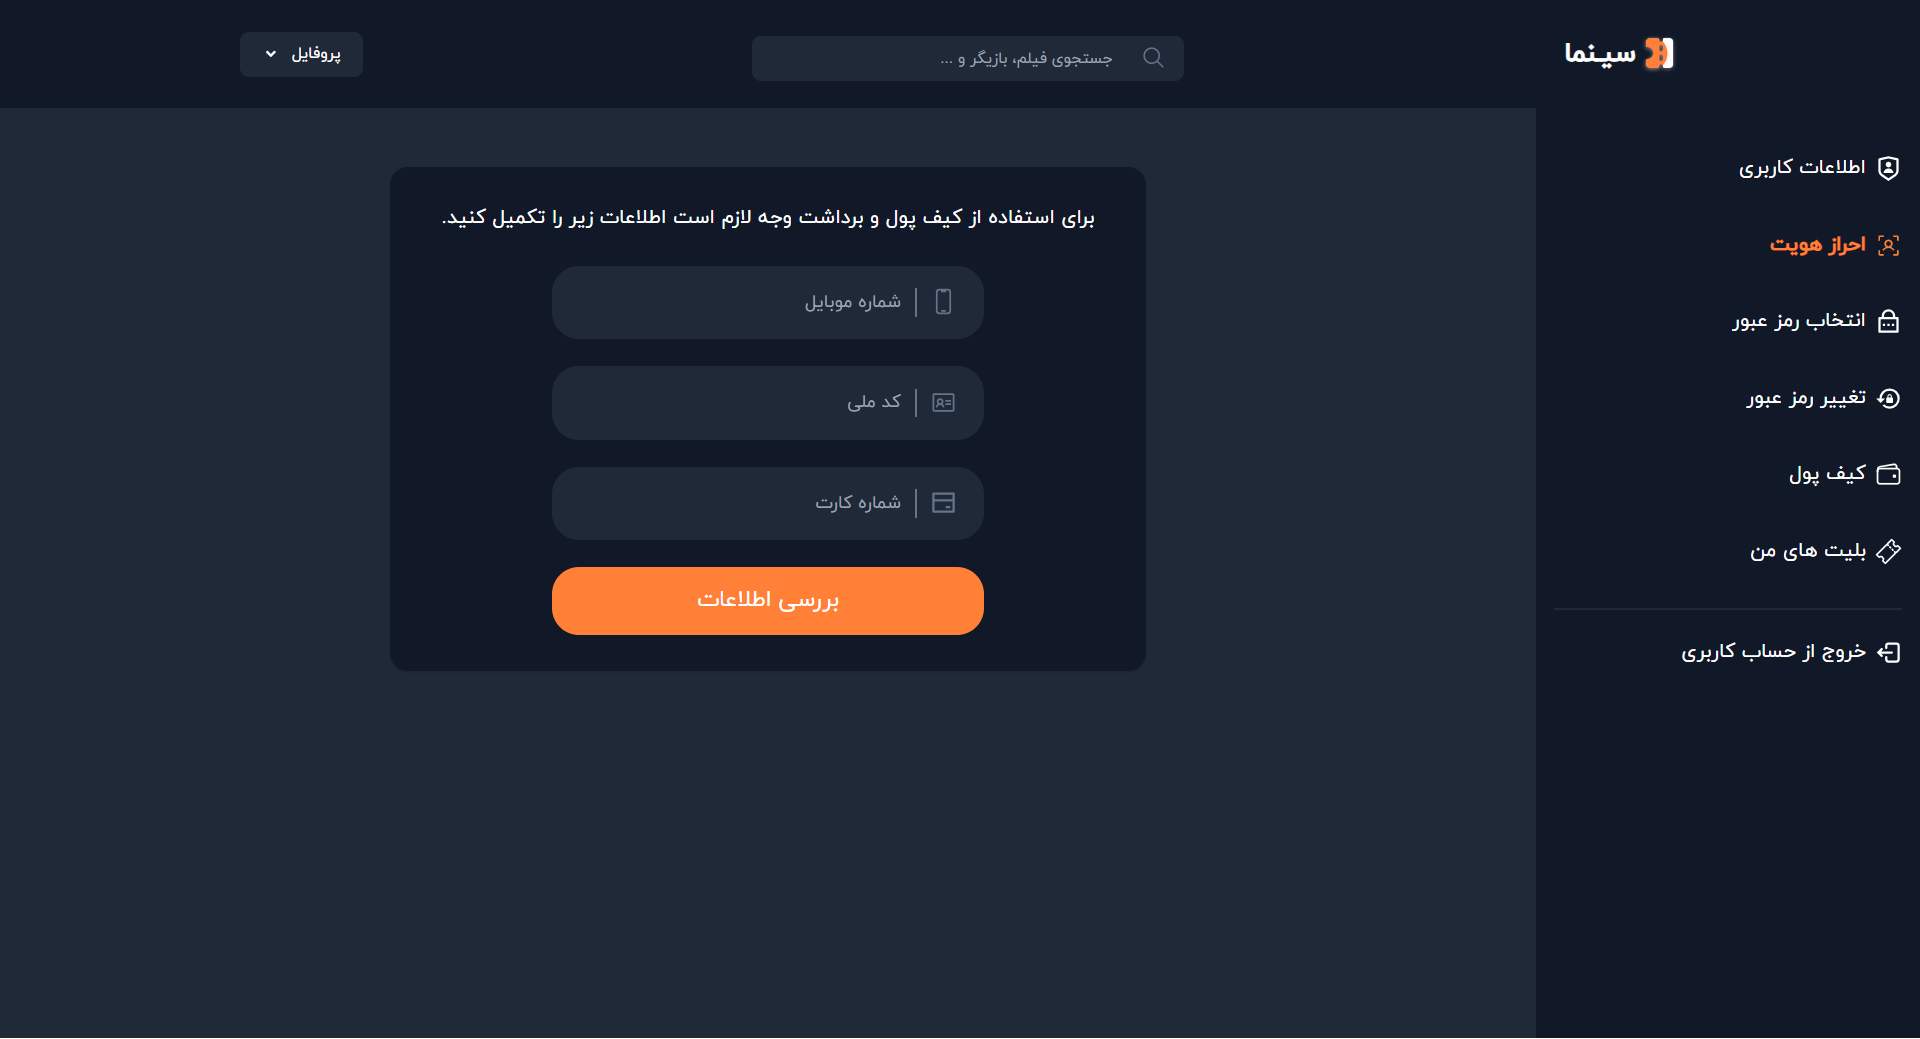 سینما
جستجوی فیلم، بازیگر و ...
پروفایل
اطلاعات کاربری
احراز هویت
انتخاب رمز عبور
تغییر رمز عبور
کیف پول
بلیت های من
خروج از حساب کاربری
برای استفاده از کیف پول و برداشت وجه لازم است اطلاعات زیر را تکمیل کنید.
شماره موبایل
کد ملی
شماره کارت
بررسی اطلاعات